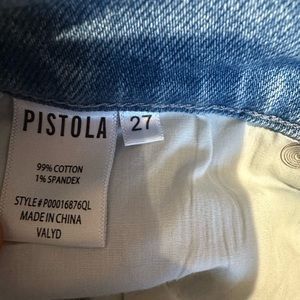 PISTOLA
27
99% COTTON
1% SPANDEX
STYLE# P00016876QL
MADE IN CHINA
VALYD